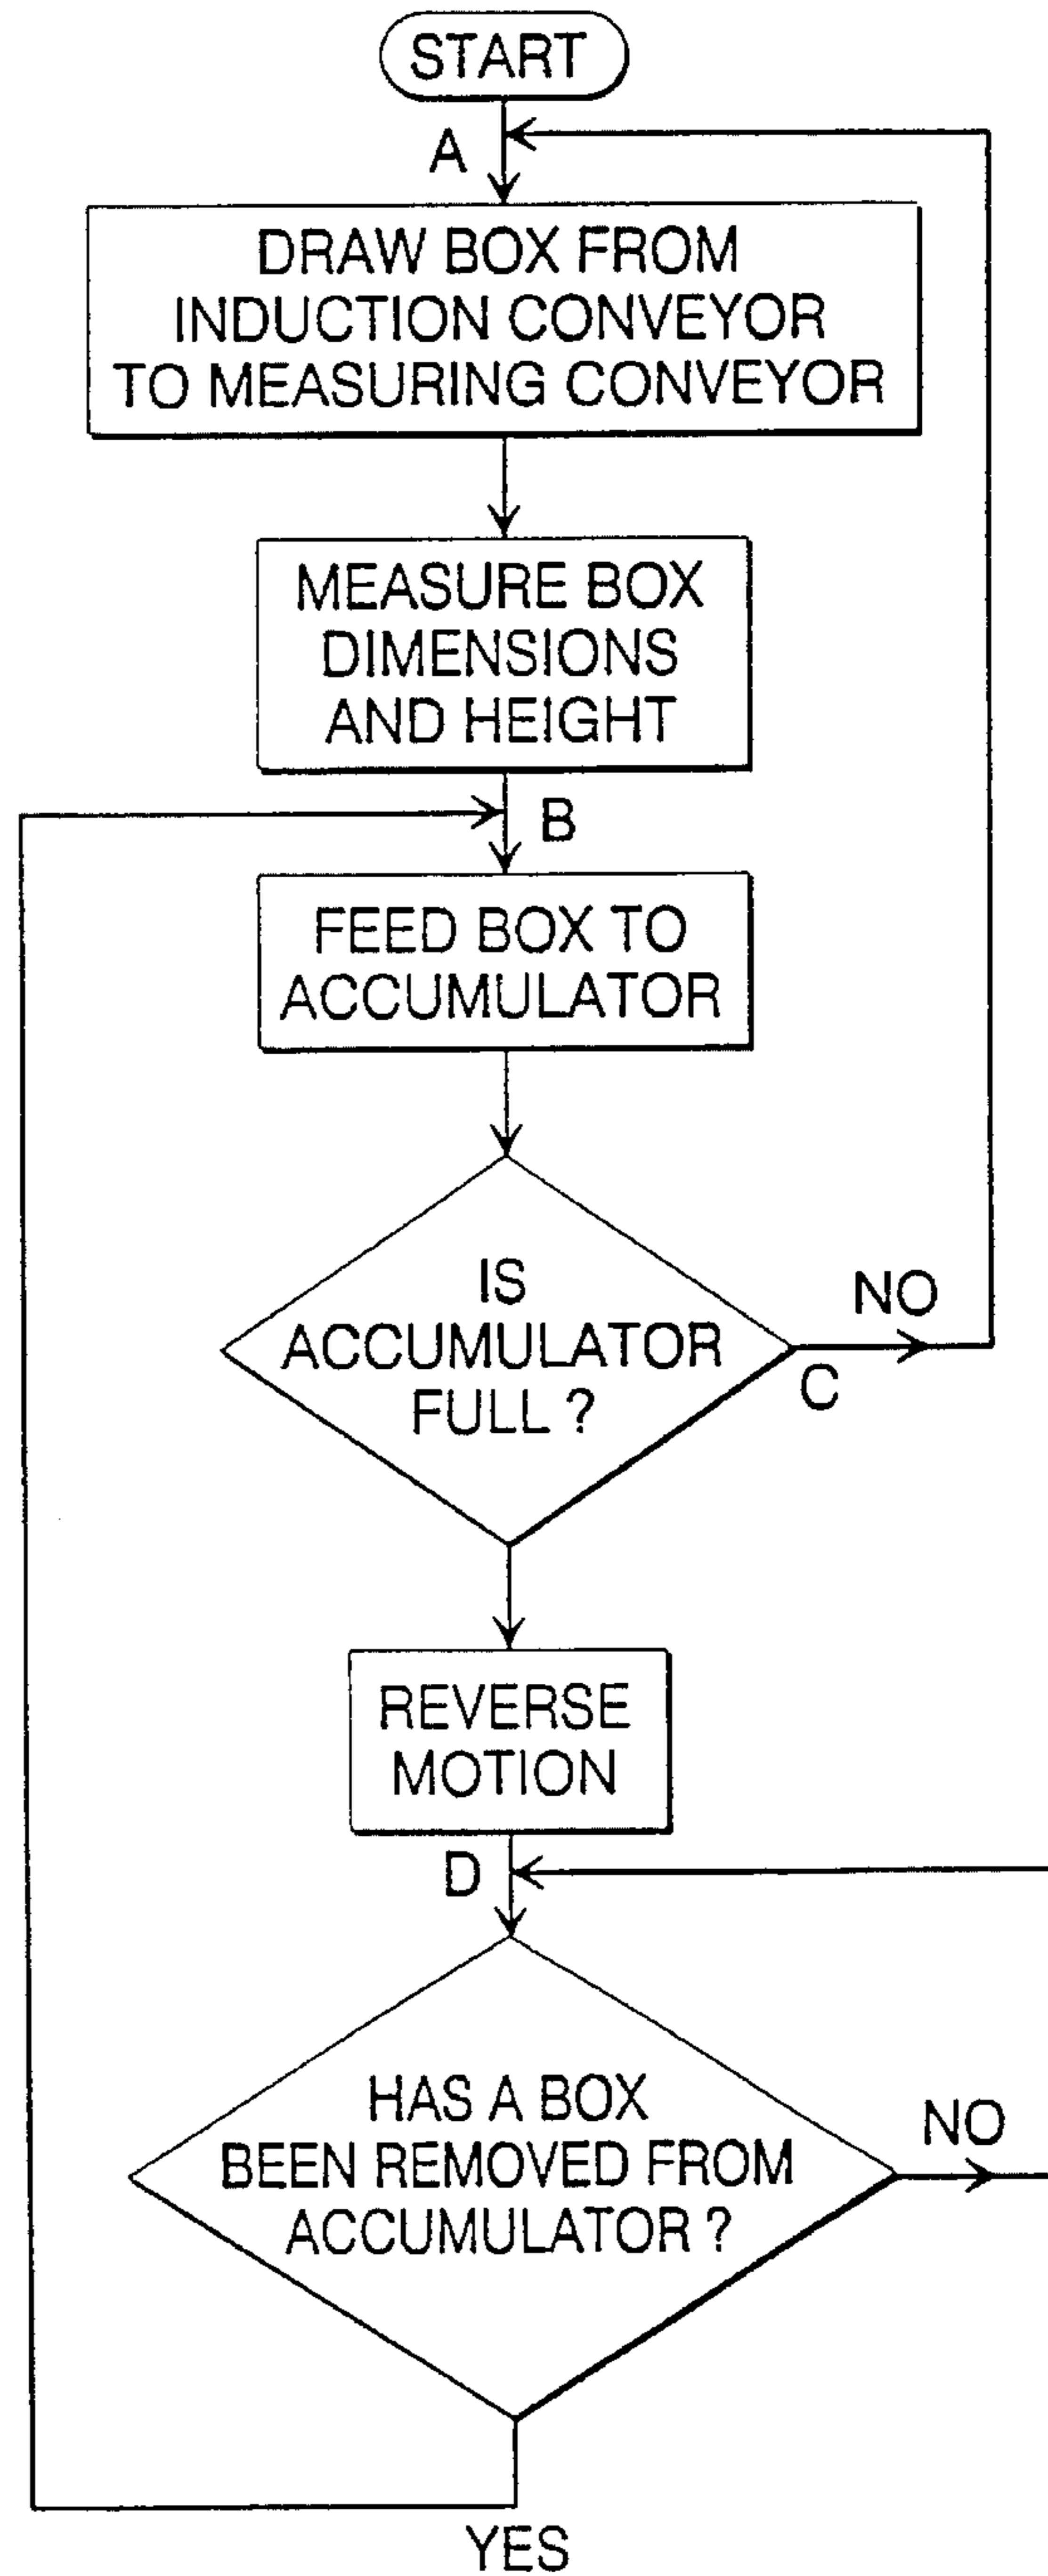 START
A
DRAW BOX FROM
INDUCTION CONVEYOR
TO MEASURING CONVEYOR
MEASURE BOX
DIMENSIONS
AND HEIGHT
B
FEED BOX TO
ACCUMULATOR
IS
ACCUMULATOR
FULL ?
NO
C
REVERSE
MOTION
D
HAS A BOX
BEEN REMOVED FROM
ACCUMULATOR ?
NO
YES